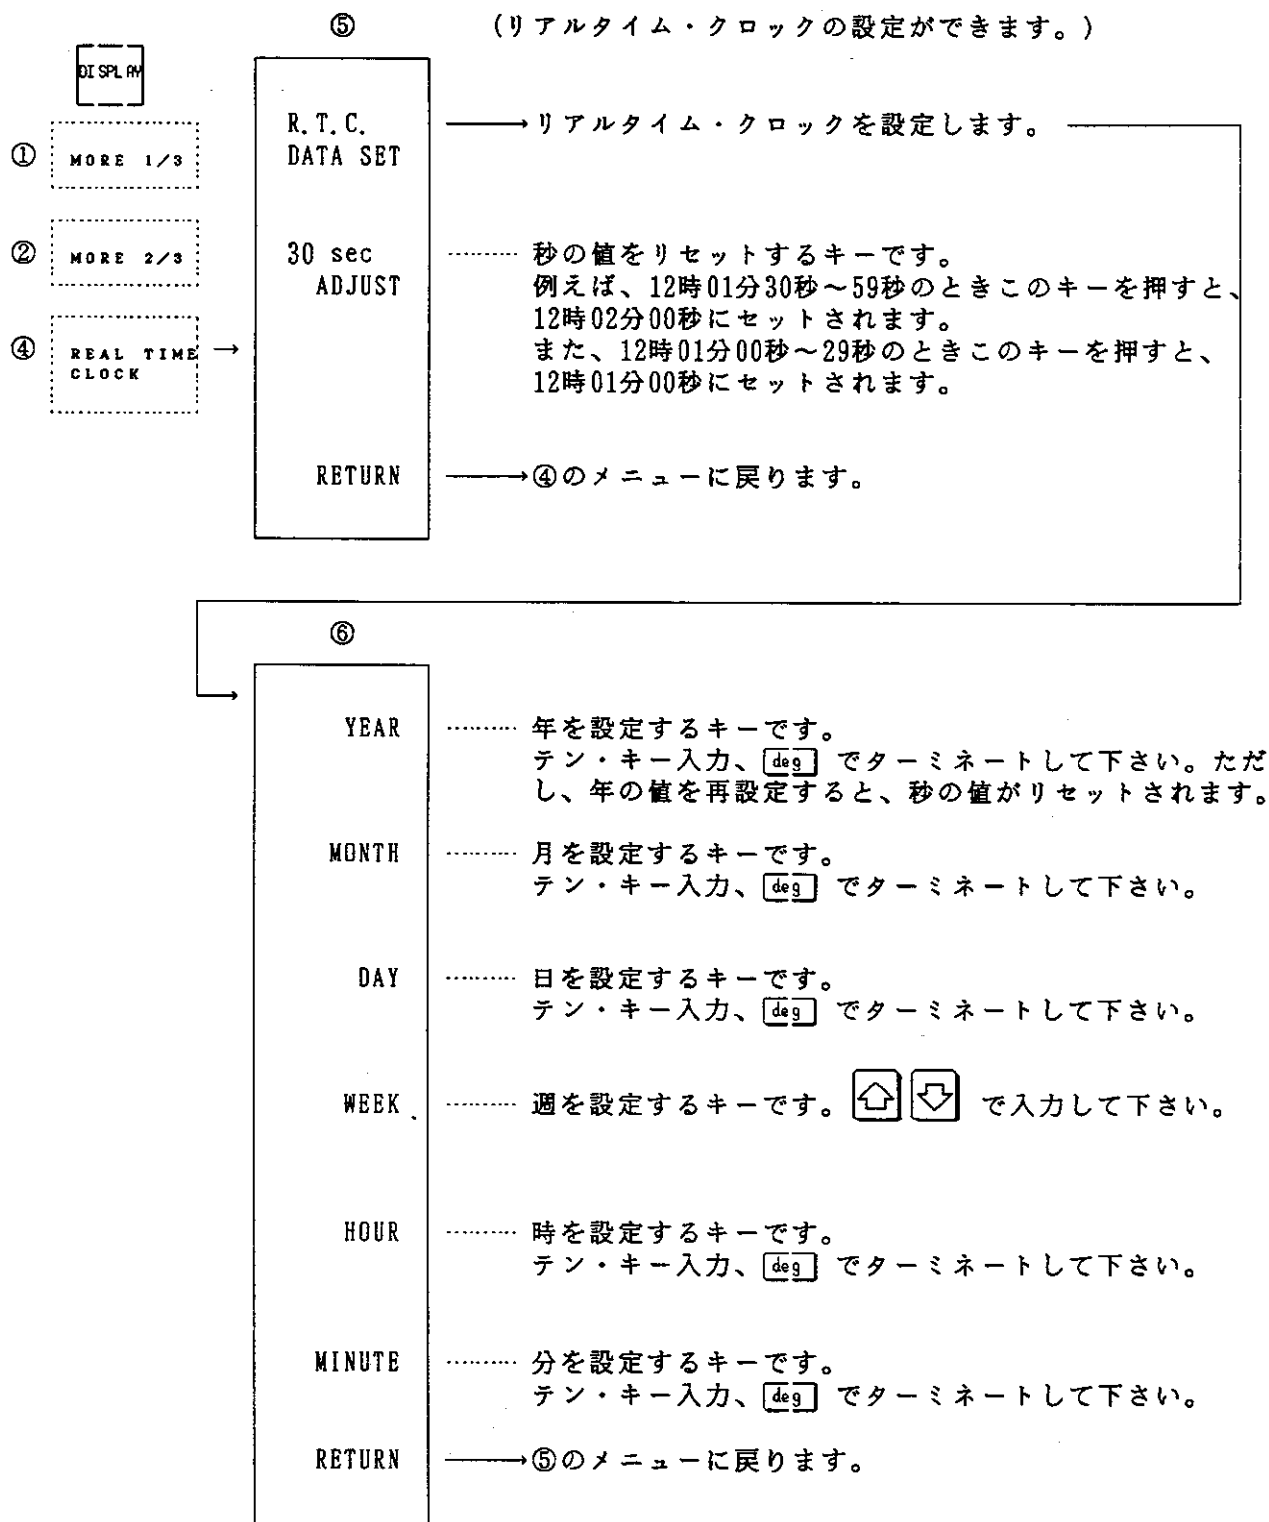 ⑤ (リアルタイム・クロックの設定ができます。)
DISPLAY
① MORE 1/3
② MORE 2/3
④ REAL TIME →
CLOCK
R.T.C. → リアルタイム・クロックを設定します。
DATA SET
30 sec ……… 秒の値をリセットするキーです。
ADJUST 例えば、12時01分30秒～59秒のときこのキーを押すと、
12時02分00秒にセットされます。
また、12時01分00秒～29秒のときこのキーを押すと、
12時01分00秒にセットされます。
RETURN → ④のメニューに戻ります。
⑥
YEAR ……… 年を設定するキーです。
テン・キー入力、deg でターミネートして下さい。ただ
し、年の値を再設定すると、秒の値がリセットされます。
MONTH ……… 月を設定するキーです。
テン・キー入力、deg でターミネートして下さい。
DAY ……… 日を設定するキーです。
テン・キー入力、deg でターミネートして下さい。
WEEK ……… 週を設定するキーです。⇧ ⇩ で入力して下さい。
HOUR ……… 時を設定するキーです。
テン・キー入力、deg でターミネートして下さい。
MINUTE ……… 分を設定するキーです。
テン・キー入力、deg でターミネートして下さい。
RETURN → ⑤のメニューに戻ります。